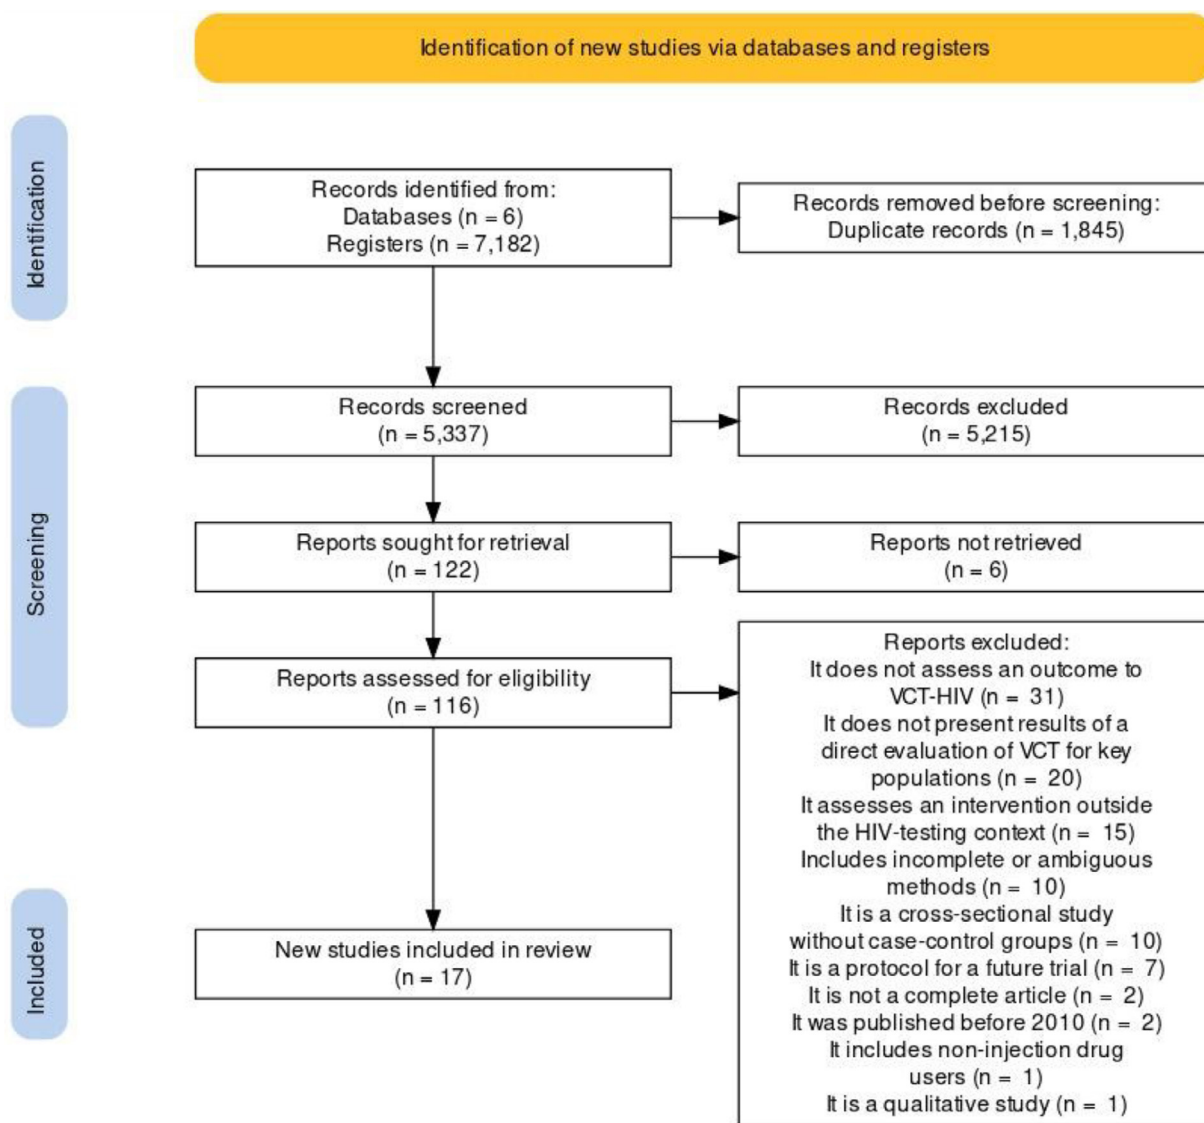 Identification of new studies via databases and registers
Identification
Records identified from:
Databases (n = 6)
Registers (n = 7,182)
Records removed before screening:
Duplicate records (n = 1,845)
Screening
Records screened
(n = 5,337)
Records excluded
(n = 5,215)
Reports sought for retrieval
(n = 122)
Reports not retrieved
(n = 6)
Reports assessed for eligibility
(n = 116)
Reports excluded:
It does not assess an outcome to
VCT-HIV (n = 31)
It does not present results of a
direct evaluation of VCT for key
populations (n = 20)
It assesses an intervention outside
the HIV-testing context (n = 15)
Includes incomplete or ambiguous
methods (n = 10)
It is a cross-sectional study
without case-control groups (n = 10)
It is a protocol for a future trial (n = 7)
It is not a complete article (n = 2)
It was published before 2010 (n = 2)
It includes non-injection drug
users (n = 1)
It is a qualitative study (n = 1)
Included
New studies included in review
(n = 17)